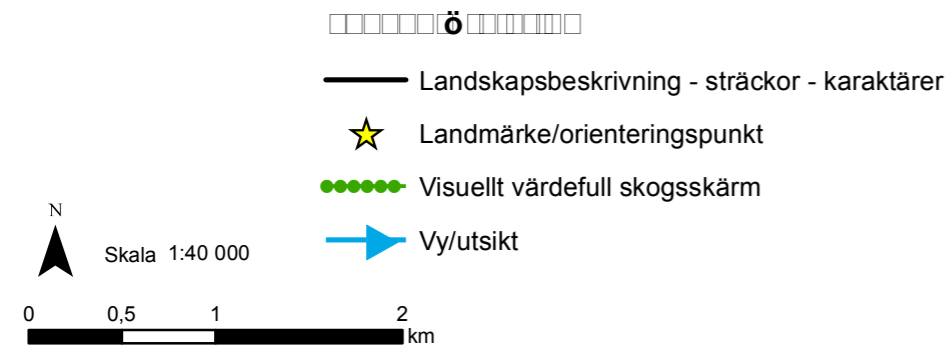 Landskapsbeskrivning - sträckor - karaktärer
Landmärke/orienteringspunkt
Visuellt värdefull skogsskärm
Vy/utsikt
N
Skala 1:40 000
0 0,5 1 2
km